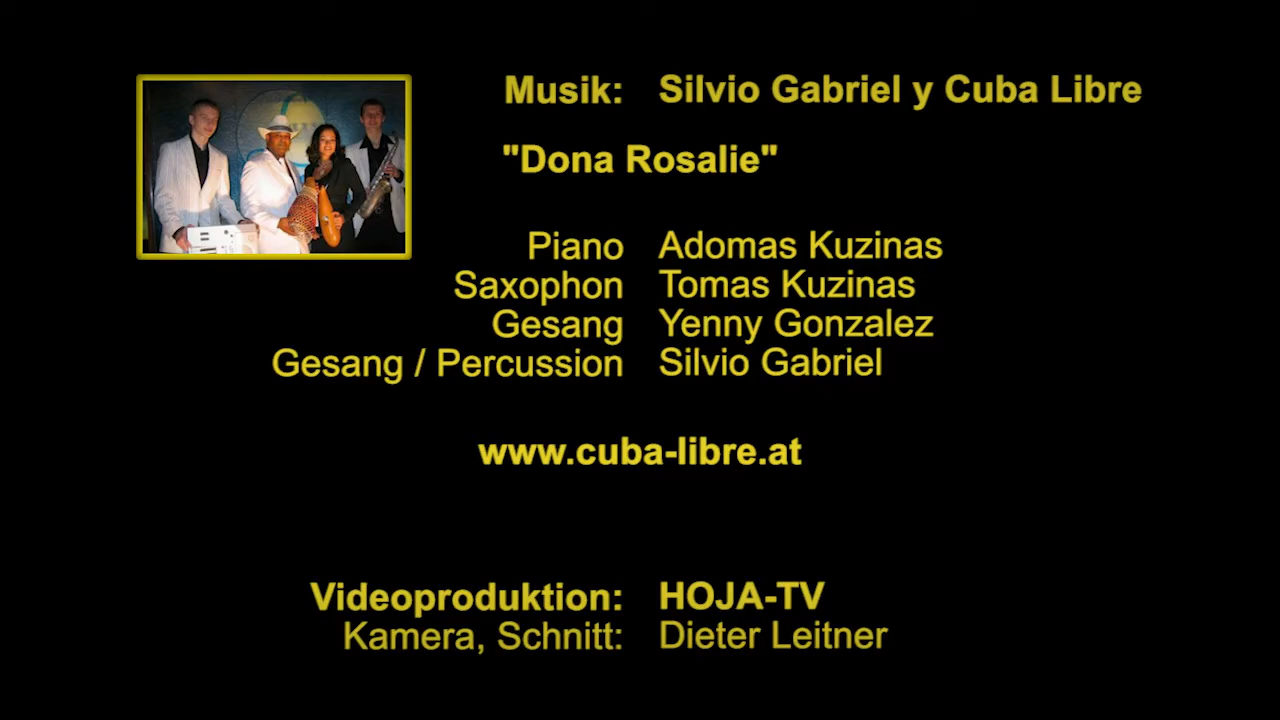 Musik: Silvio Gabriel y Cuba Libre
"Dona Rosalie"
Piano Adomas Kuzinas
Saxophon Tomas Kuzinas
Gesang Yenny Gonzalez
Gesang / Percussion Silvio Gabriel
www.cuba-libre.at
Videoproduktion: HOJA-TV
Kamera, Schnitt: Dieter Leitner